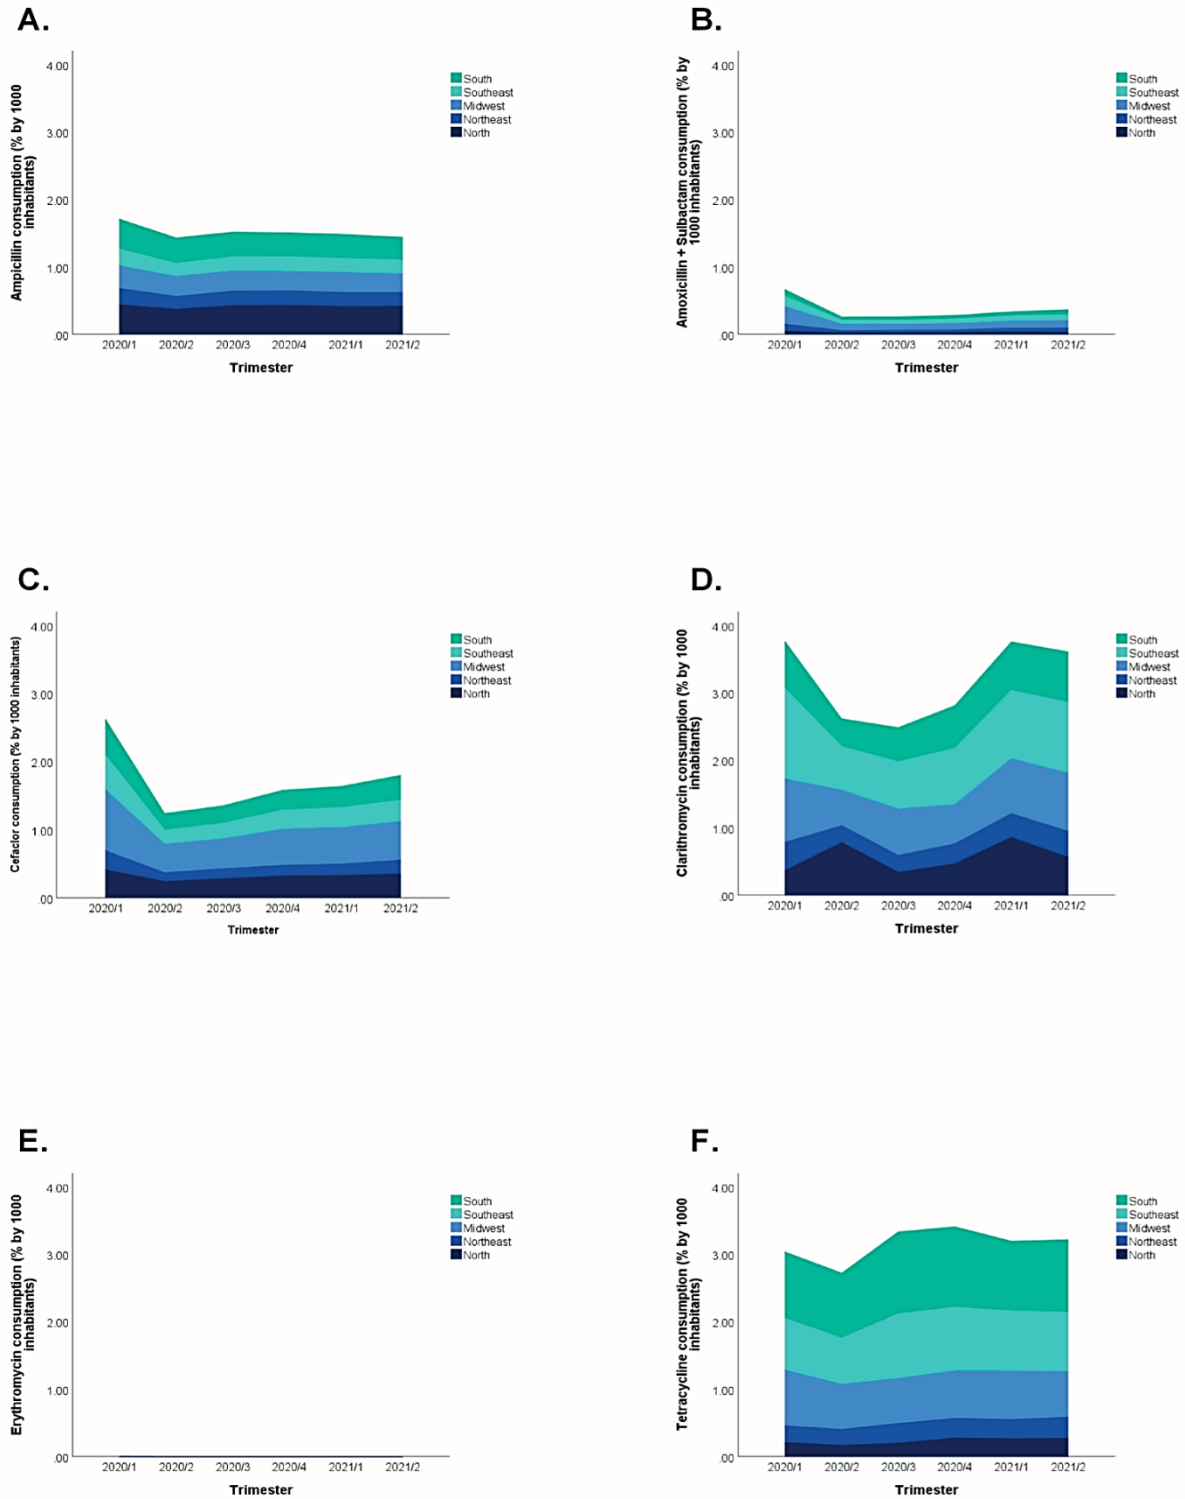 A.
Ampicillin consumption (% by 1000
inhabitants)
4.00
3.00
2.00
1.00
.00
2020/1 2020/2 2020/3 2020/4 2021/1 2021/2
Trimester
South
Southeast
Midwest
Northeast
North
B.
Amoxicillin + Sulbactam consumption (% by
1000 inhabitants)
4.00
3.00
2.00
1.00
.00
2020/1 2020/2 2020/3 2020/4 2021/1 2021/2
Trimester
South
Southeast
Midwest
Northeast
North
C.
Cefaclor consumption (% by 1000 inhabitants)
4.00
3.00
2.00
1.00
.00
2020/1 2020/2 2020/3 2020/4 2021/1 2021/2
Trimester
South
Southeast
Midwest
Northeast
North
D.
Clarithromycin consumption (% by 1000
inhabitants)
4.00
3.00
2.00
1.00
.00
2020/1 2020/2 2020/3 2020/4 2021/1 2021/2
Trimester
South
Southeast
Midwest
Northeast
North
E.
Erythromycin consumption (% by 1000
inhabitants)
4.00
3.00
2.00
1.00
.00
2020/1 2020/2 2020/3 2020/4 2021/1 2021/2
Trimester
South
Southeast
Midwest
Northeast
North
F.
Tetracycline consumption (% by 1000
inhabitants)
4.00
3.00
2.00
1.00
.00
2020/1 2020/2 2020/3 2020/4 2021/1 2021/2
Trimester
South
Southeast
Midwest
Northeast
North